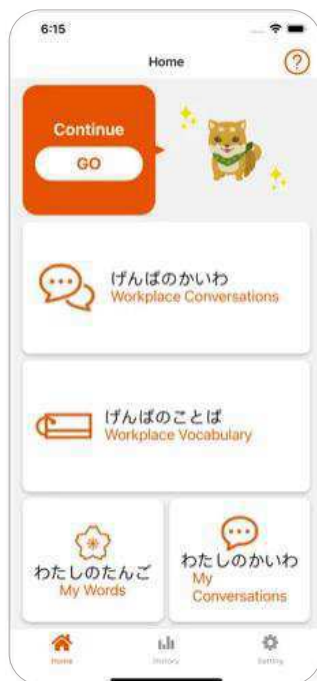 6:15
Home
?
Continue
GO
げんばのかいわ
Workplace Conversations
げんばのことば
Workplace Vocabulary
わたしのたんご
My Words
わたしのかいわ
My
Conversations
Home
History
Setting